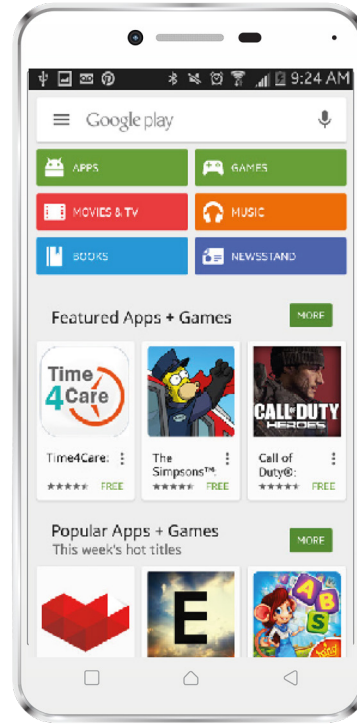 9:24 AM
Google play
APPS
GAMES
MOVIES & TV
MUSIC
BOOKS
NEWSSTAND
Featured Apps + Games
MORE
Time
4Care
CALL OF DUTY
HEROES
Time4Care:
The
Simpsons™:
Call of
Duty®:
FREE
FREE
FREE
Popular Apps + Games
This week's hot titles
MORE
E
A
B
S